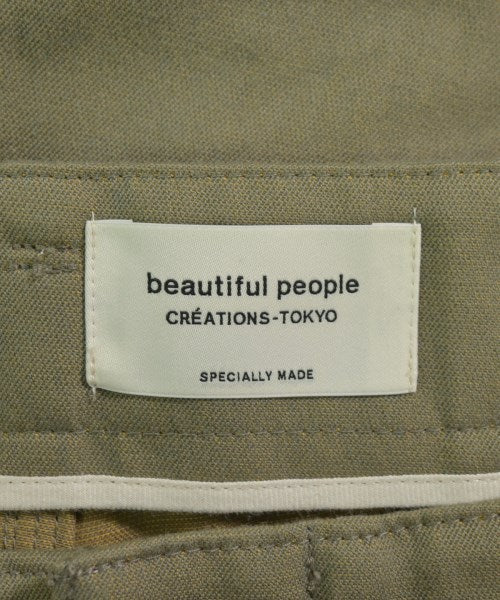 beautiful people
CRÉATIONS-TOKYO
SPECIALLY MADE